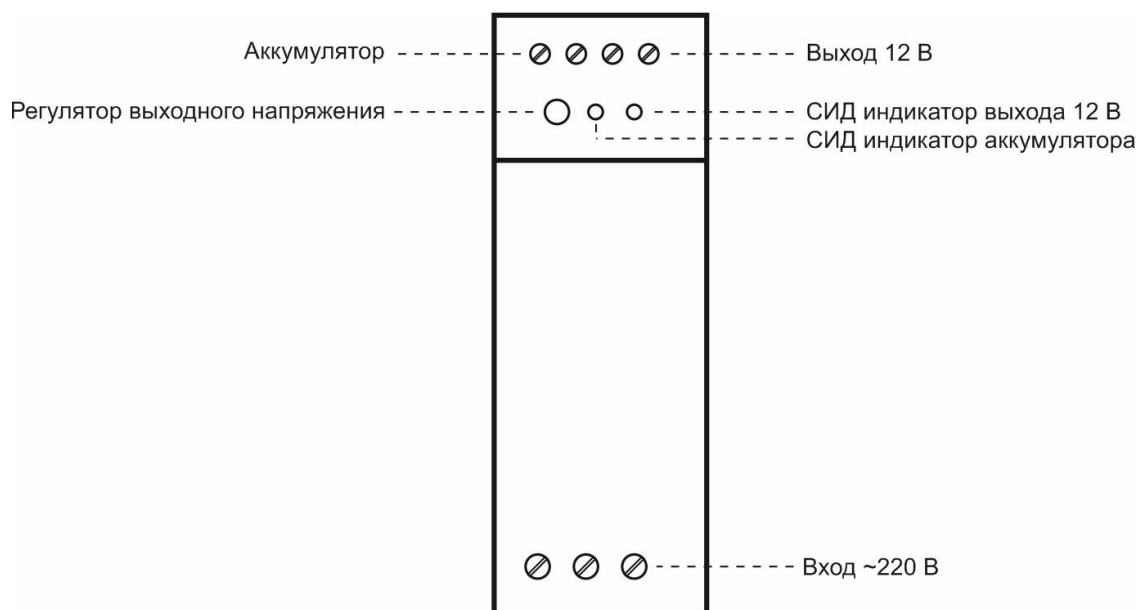 Аккумулятор
Выход 12 В
Регулятор выходного напряжения
СИД индикатор выхода 12 В
СИД индикатор аккумулятора
Вход ~220 В